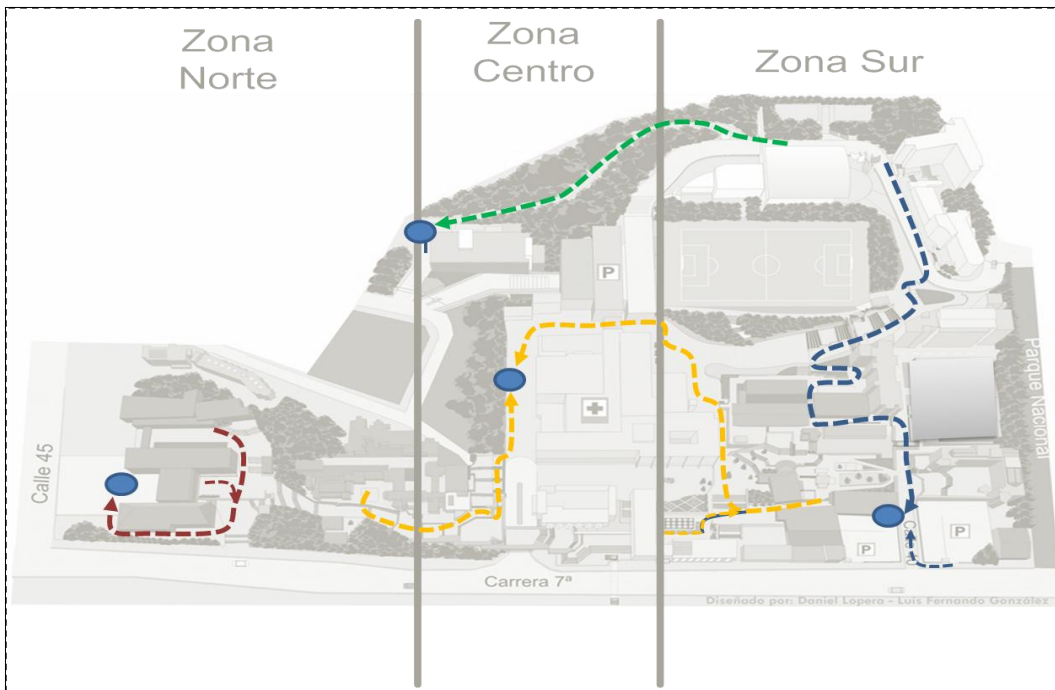 Zona
Norte
Zona
Centro
Zona Sur
P
Parque Nacional
Calle 45
P
P
Carrera 7ª
Diseñado por: Daniel Lopera - Luis Fernando González